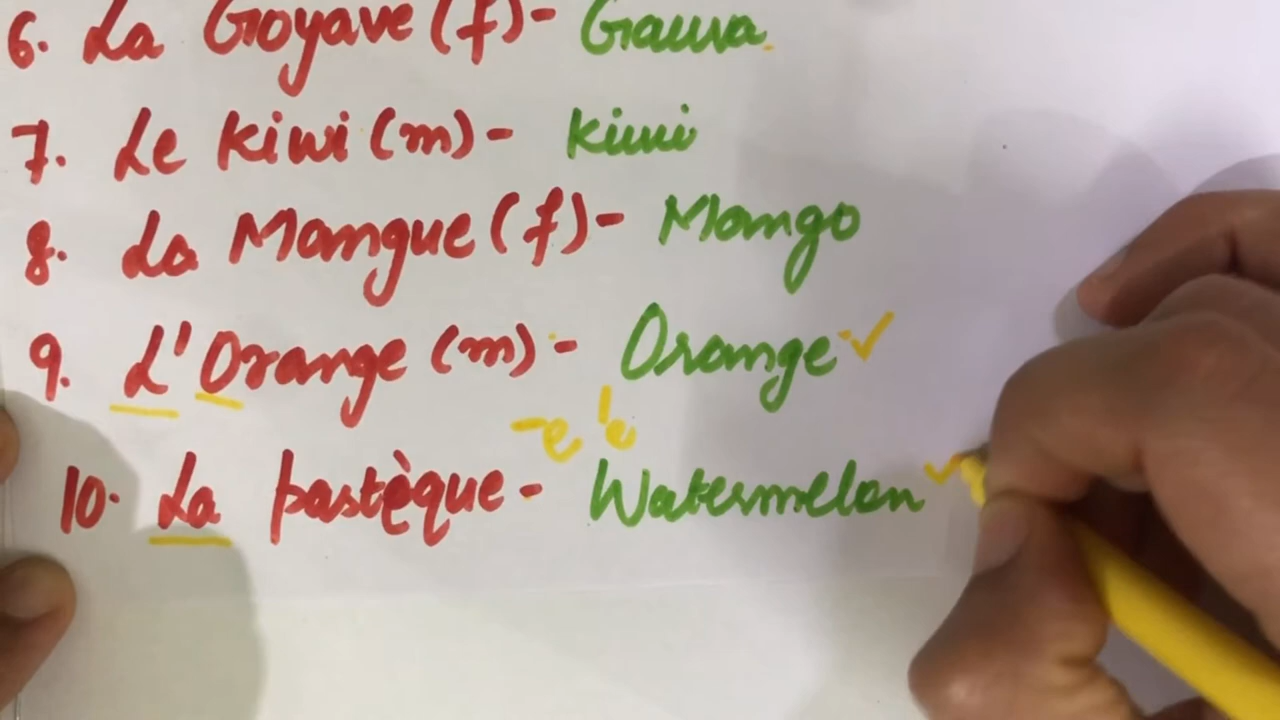 6. La Goyave (f)- Gauva
7. Le kiwi (m)- kiwi
8. La Mangue (f)- Mango
9. L'Orange (m)- Orange ✓
-e 'e
10. La pastèque - Watermelon ✓